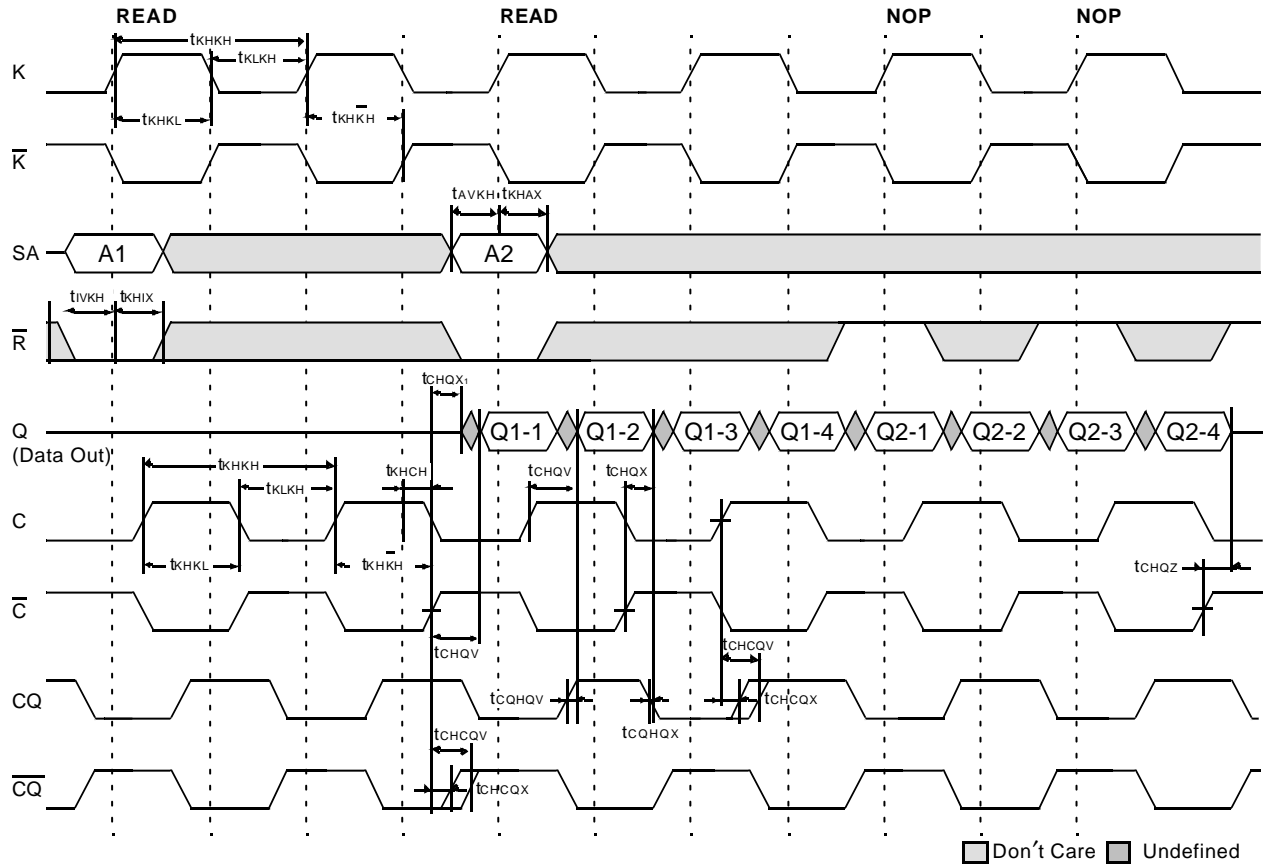 READ READ NOP NOP
tKHKH
tKLKH
K
tKHKL tKHK̅H
K̅
tAVKH tKHAX
SA A1 A2
tIVKH tKHIX
R̅
tCHQX1
Q Q1-1 Q1-2 Q1-3 Q1-4 Q2-1 Q2-2 Q2-3 Q2-4
(Data Out)
tKHKH tKHCH tCHQV tCHQX
tKLKH
C
tKHKL tKHK̅H tCHQZ
C̅
tCHQV tCHCQV
CQ tCQHQV tCHCQX
tCQHQX
tCHCQV
C̅Q̅ tCHCQX
Don′t Care Undefined